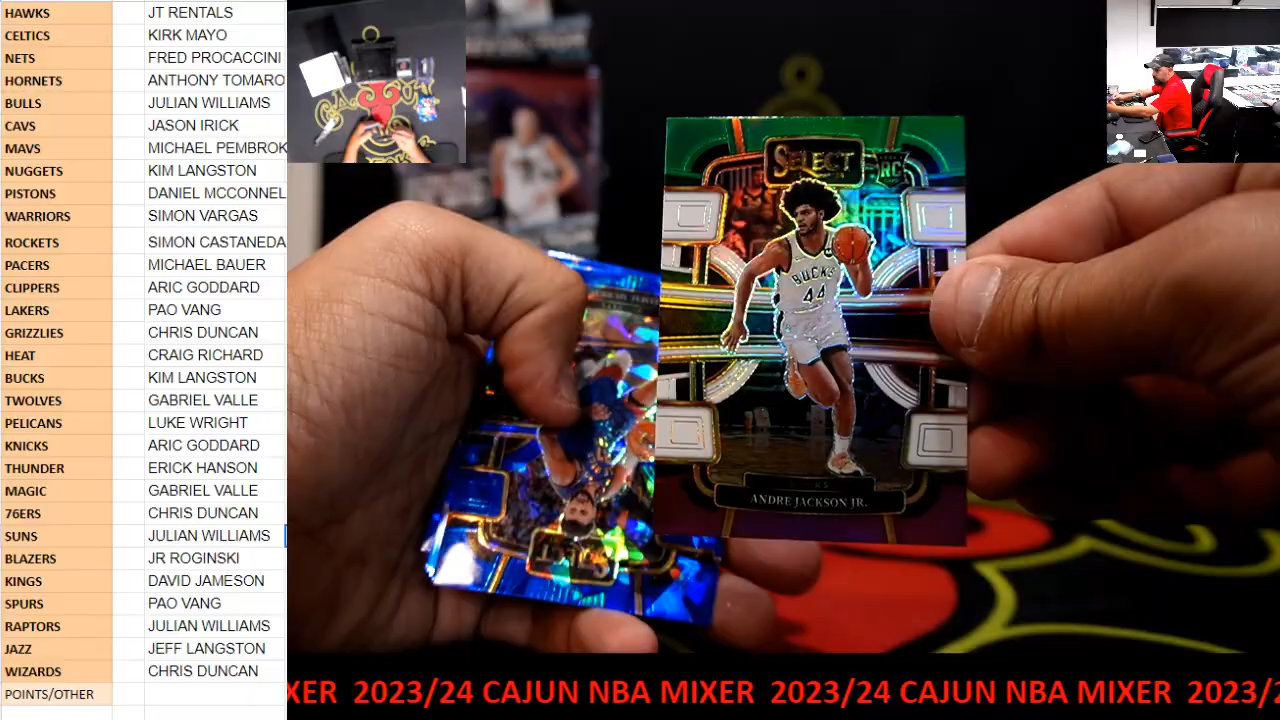 HAWKS JT RENTALS
CELTICS KIRK MAYO
NETS FRED PROCACCINI
HORNETS ANTHONY TOMARO
BULLS JULIAN WILLIAMS
CAVS JASON IRICK
MAVS MICHAEL PEMBROK
NUGGETS KIM LANGSTON
PISTONS DANIEL MCCONNEL
WARRIORS SIMON VARGAS
ROCKETS SIMON CASTANEDA
PACERS MICHAEL BAUER
CLIPPERS ARIC GODDARD
LAKERS PAO VANG
GRIZZLIES CHRIS DUNCAN
HEAT CRAIG RICHARD
BUCKS KIM LANGSTON
TWOLVES GABRIEL VALLE
PELICANS LUKE WRIGHT
KNICKS ARIC GODDARD
THUNDER ERICK HANSON
MAGIC GABRIEL VALLE
76ERS CHRIS DUNCAN
SUNS JULIAN WILLIAMS
BLAZERS JR ROGINSKI
KINGS DAVID JAMESON
SPURS PAO VANG
RAPTORS JULIAN WILLIAMS
JAZZ JEFF LANGSTON
WIZARDS CHRIS DUNCAN
POINTS/OTHER
SELECT
RC
BUCKS
44
ANDRE JACKSON JR.
XER 2023/24 CAJUN NBA MIXER 2023/24 CAJUN NBA MIXER 2023/2